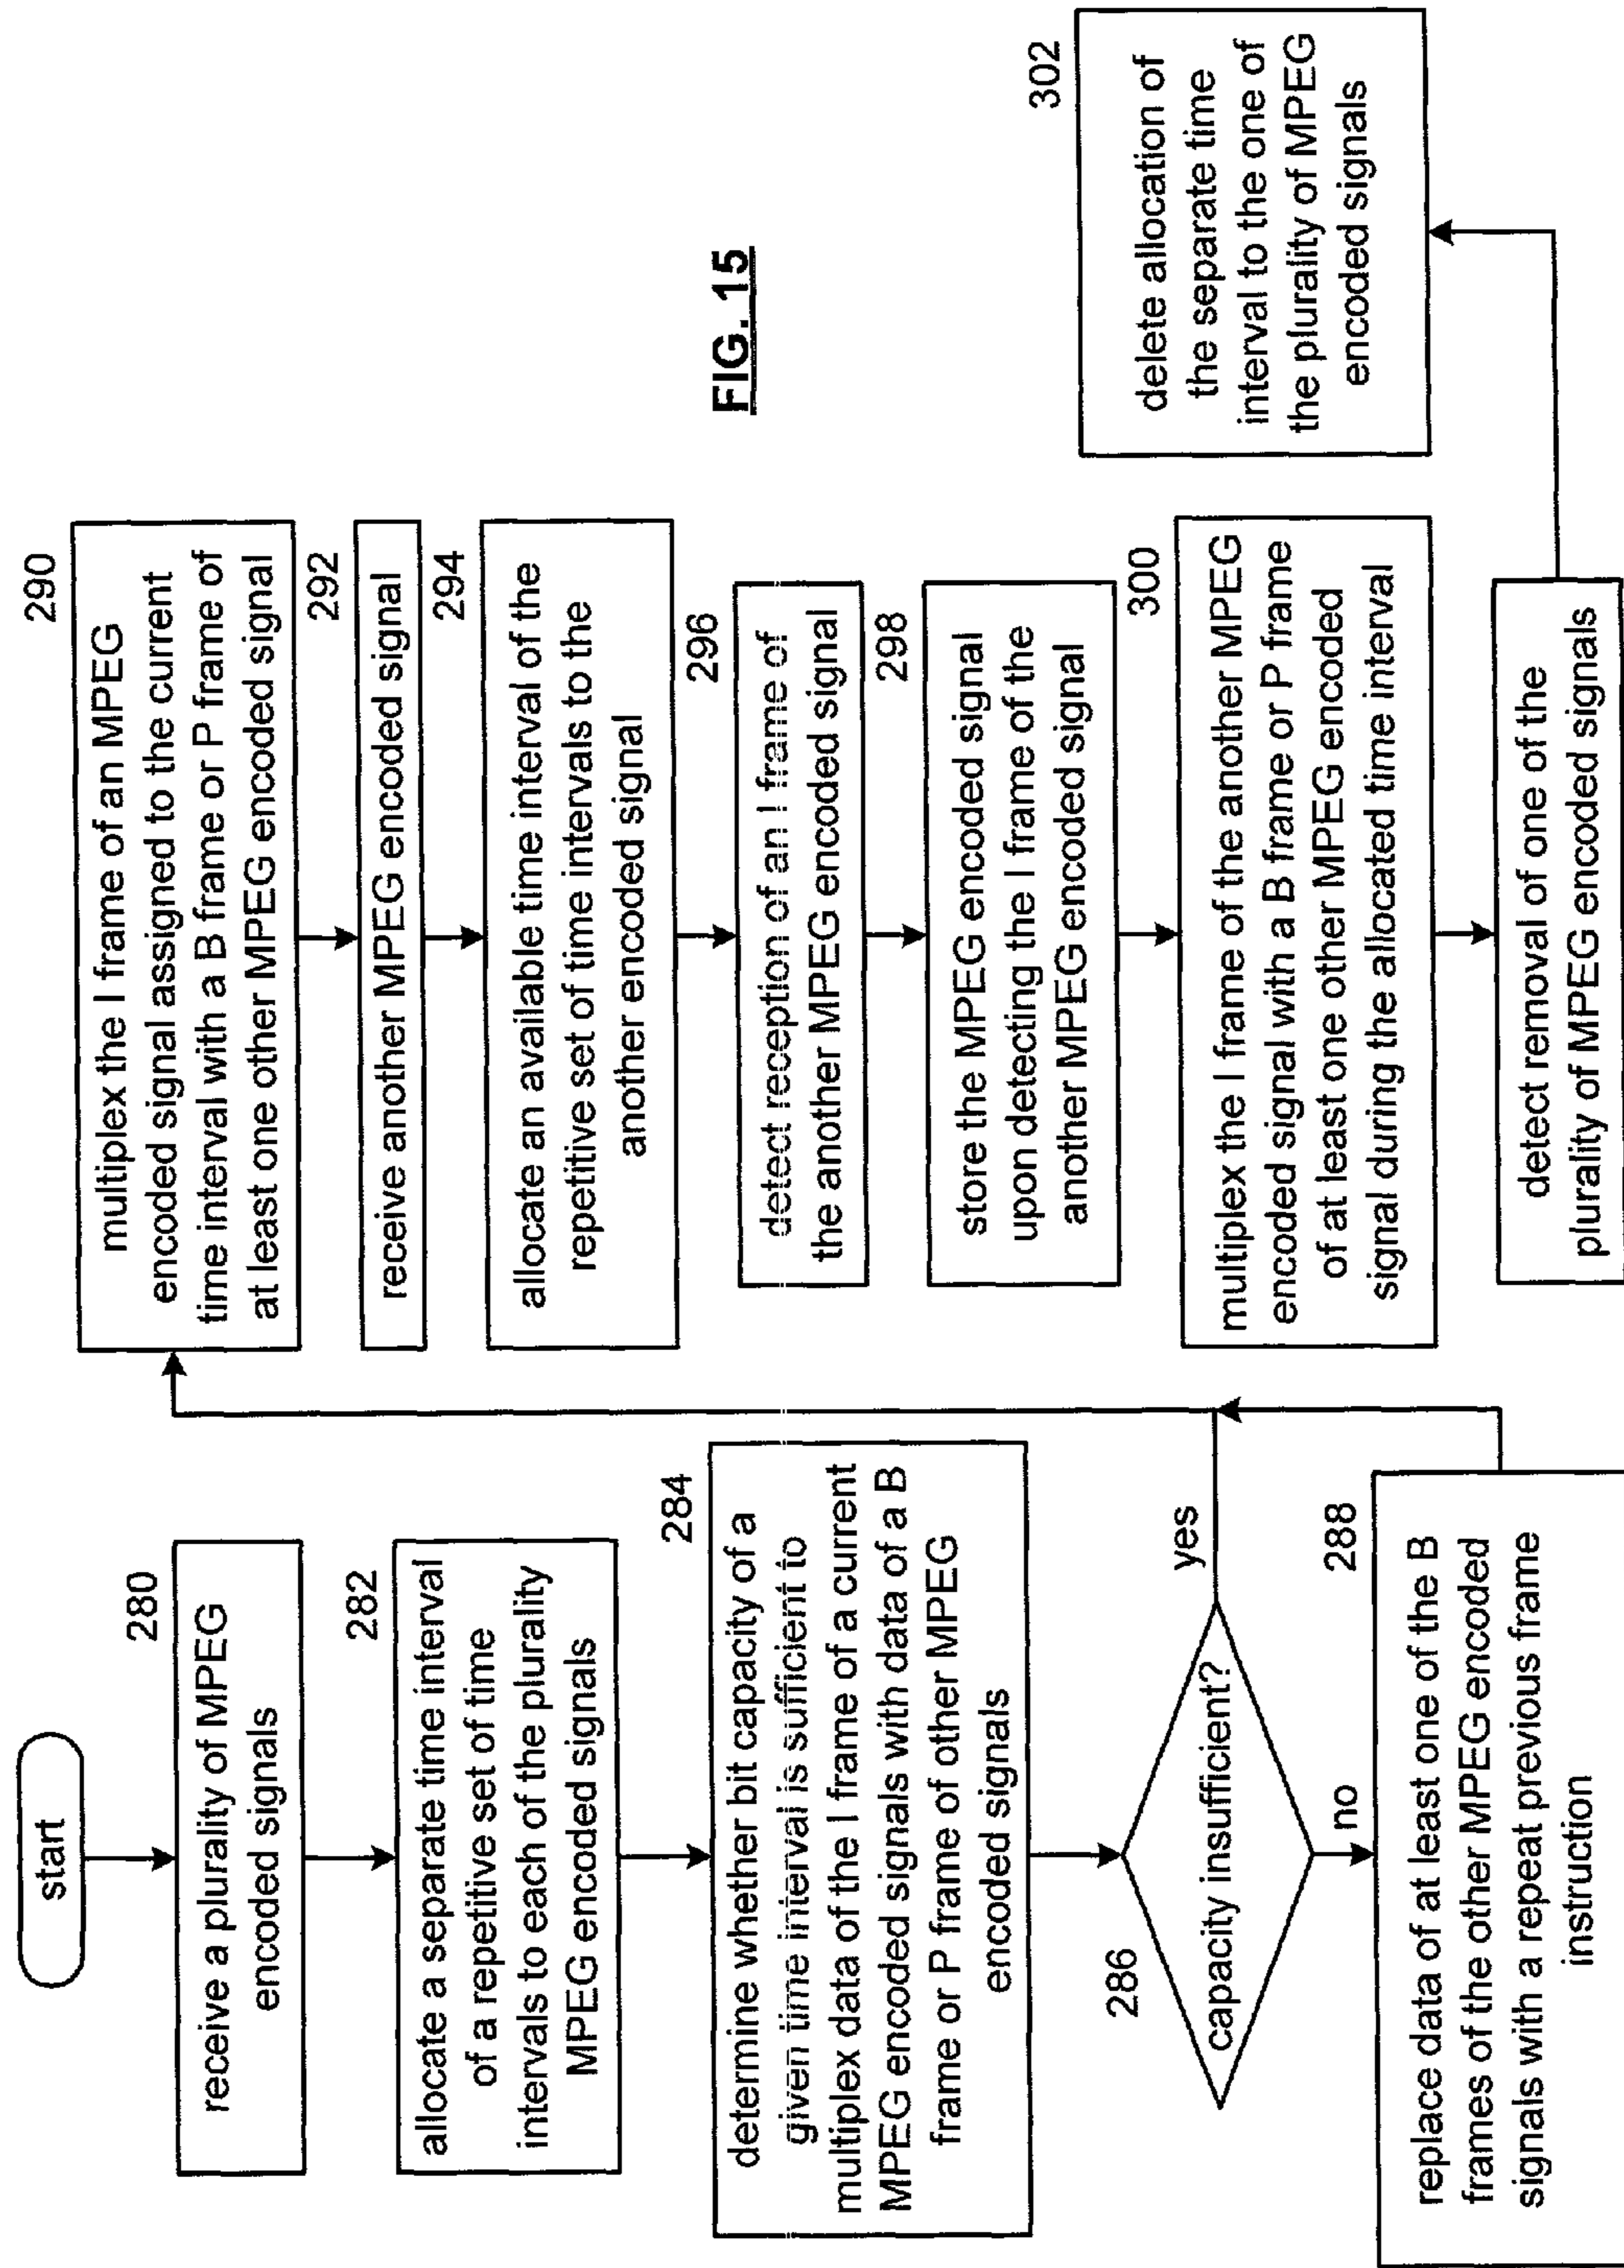 start
280
receive a plurality of MPEG
encoded signals
282
allocate a separate time interval
of a repetitive set of time
intervals to each of the plurality
MPEG encoded signals
284
determine whether bit capacity of a
given time interval is sufficient to
multiplex data of the I frame of a current
MPEG encoded signals with data of a B
frame or P frame of other MPEG
encoded signals
286
capacity insufficient?
yes
no
288
replace data of at least one of the B
frames of the other MPEG encoded
signals with a repeat previous frame
instruction
290
multiplex the I frame of an MPEG
encoded signal assigned to the current
time interval with a B frame or P frame of
at least one other MPEG encoded signal
292
receive another MPEG encoded signal
294
allocate an available time interval of the
repetitive set of time intervals to the
another encoded signal
296
detect reception of an I frame of
the another MPEG encoded signal
298
store the MPEG encoded signal
upon detecting the I frame of the
another MPEG encoded signal
300
multiplex the I frame of the another MPEG
encoded signal with a B frame or P frame
of at least one other MPEG encoded
signal during the allocated time interval
detect removal of one of the
plurality of MPEG encoded signals
302
delete allocation of
the separate time
interval to the one of
the plurality of MPEG
encoded signals
FIG. 15